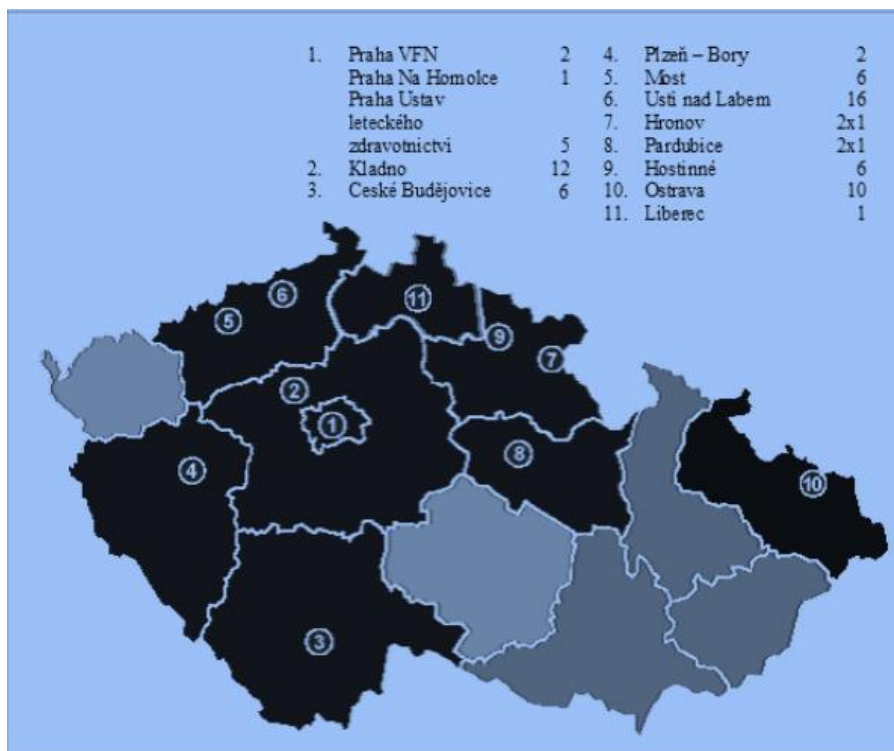 1. Praha VFN 2
Praha Na Homolce 1
Praha Ustav
leteckého
zdravotnictvi 5
2. Kladno 12
3. Ceské Budějovice 6
4. Plzeň – Bory 2
5. Most 6
6. Usti nad Labem 16
7. Hronov 2x1
8. Pardubice 2x1
9. Hostinné 6
10. Ostrava 10
11. Liberec 1
6
11
5
9
7
2
1
8
4
10
3